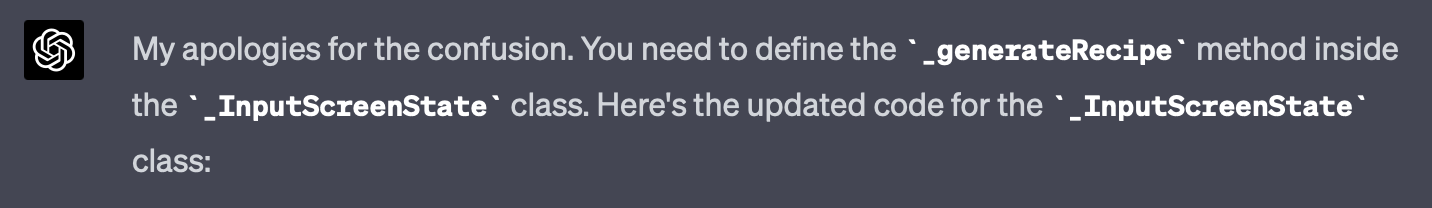 My apologies for the confusion. You need to define the `_generateRecipe` method inside
the `_InputScreenState` class. Here's the updated code for the `_InputScreenState`
class: